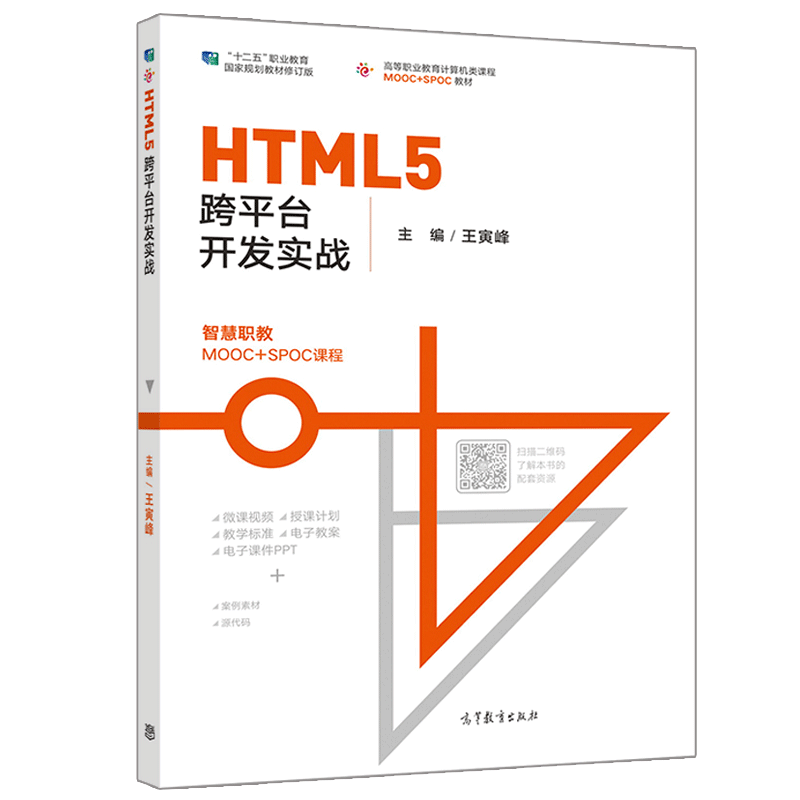 "十二五"职业教育
国家规划教材修订版
高等职业教育计算机类课程
MOOC+SPOC 教材
HTML5
跨平台
开发实战
主 编 / 王寅峰
智慧职教
MOOC+SPOC课程
扫描二维码
了解本书的
配套资源
微课视频 授课计划
教学标准 电子教案
电子课件PPT
+
案例素材
源代码
高等教育出版社
HTML5 跨平台开发实战
主编 / 王寅峰